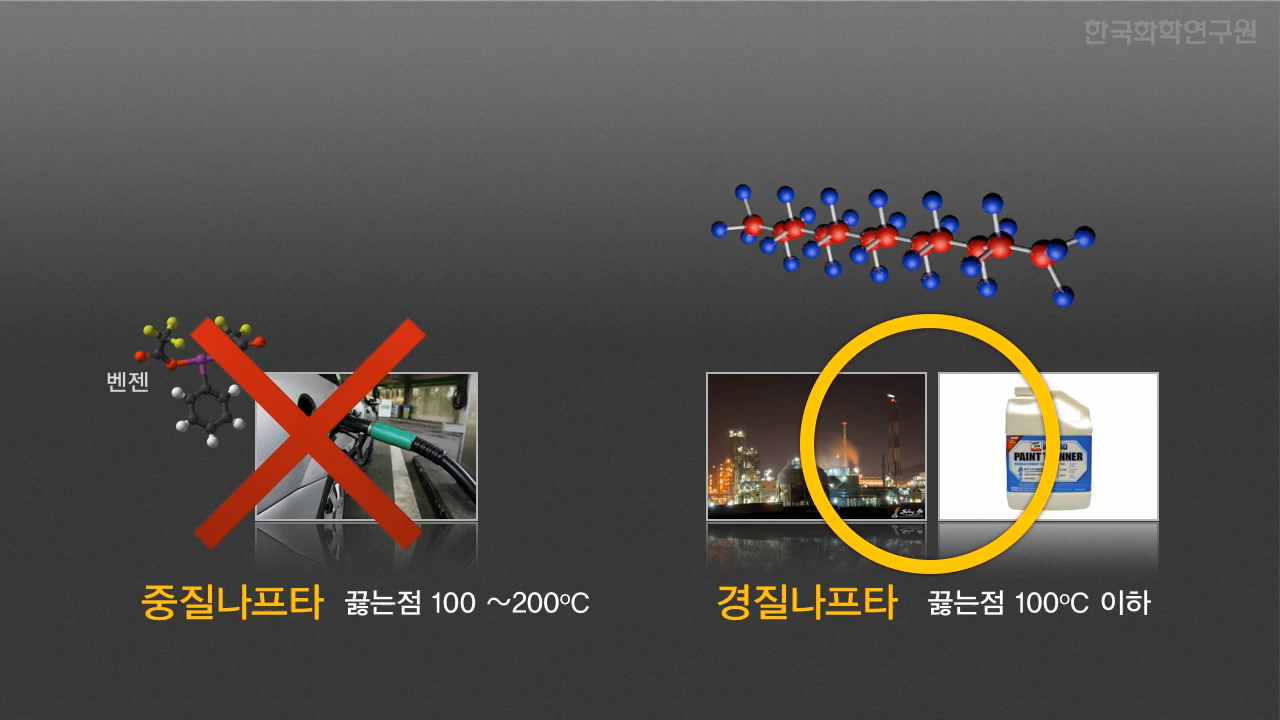 한국화학연구원
벤젠
PAINT THINNER
중질나프타 끓는점 100 ~200ºC
경질나프타 끓는점 100ºC 이하